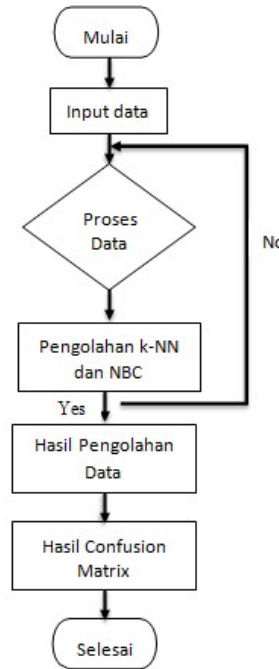 Mulai
Input data
Proses
Data
No
Pengolahan k-NN
dan NBC
Yes
Hasil Pengolahan
Data
Hasil Confusion
Matrix
Selesai